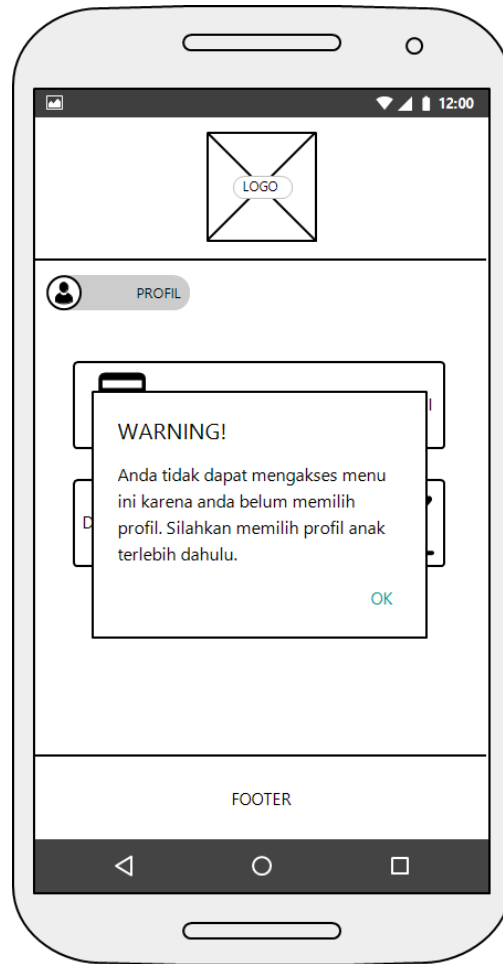 12:00
LOGO
PROFIL
WARNING!
Anda tidak dapat mengakses menu
ini karena anda belum memilih
profil. Silahkan memilih profil anak
terlebih dahulu.
OK
FOOTER